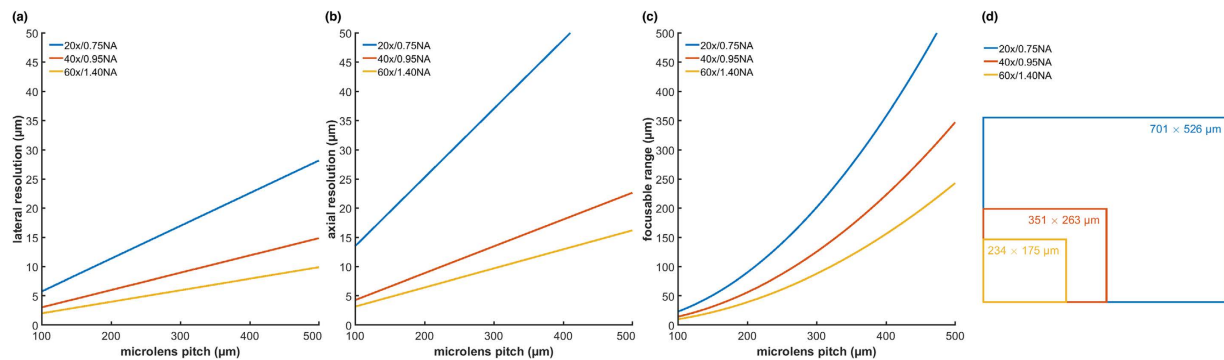 (a)
20x/0.75NA
40x/0.95NA
60x/1.40NA
lateral resolution (µm)
50
45
40
35
30
25
20
15
10
5
0
100
200
300
400
500
microlens pitch (µm)
(b)
20x/0.75NA
40x/0.95NA
60x/1.40NA
axial resolution (µm)
50
45
40
35
30
25
20
15
10
5
0
100
200
300
400
500
microlens pitch (µm)
(c)
20x/0.75NA
40x/0.95NA
60x/1.40NA
focusable range (µm)
500
450
400
350
300
250
200
150
100
50
0
100
200
300
400
500
microlens pitch (µm)
(d)
20x/0.75NA
40x/0.95NA
60x/1.40NA
701 × 526 µm
351 × 263 µm
234 × 175 µm